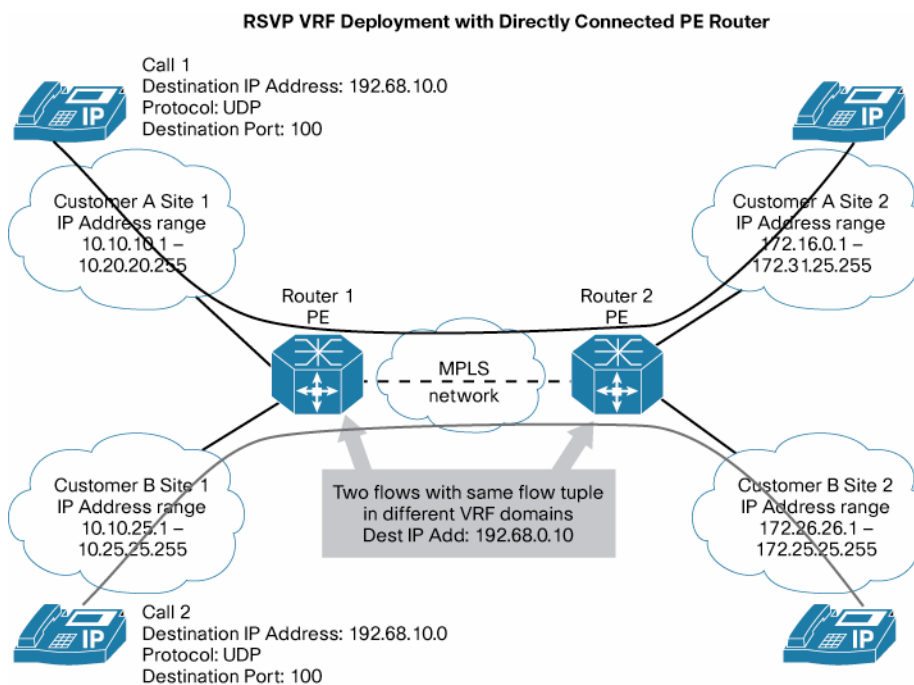 RSVP VRF Deployment with Directly Connected PE Router
Call 1
Destination IP Address: 192.68.10.0
Protocol: UDP
Destination Port: 100
IP
IP
Customer A Site 1
IP Address range
10.10.10.1 –
10.20.20.255
Customer A Site 2
IP Address range
172.16.0.1 –
172.31.25.255
Router 1
PE
Router 2
PE
MPLS
network
Customer B Site 1
IP Address range
10.10.25.1 –
10.25.25.255
Two flows with same flow tuple
in different VRF domains
Dest IP Add: 192.68.0.10
Customer B Site 2
IP Address range
172.26.26.1 –
172.25.25.255
IP
Call 2
Destination IP Address: 192.68.10.0
Protocol: UDP
Destination Port: 100
IP